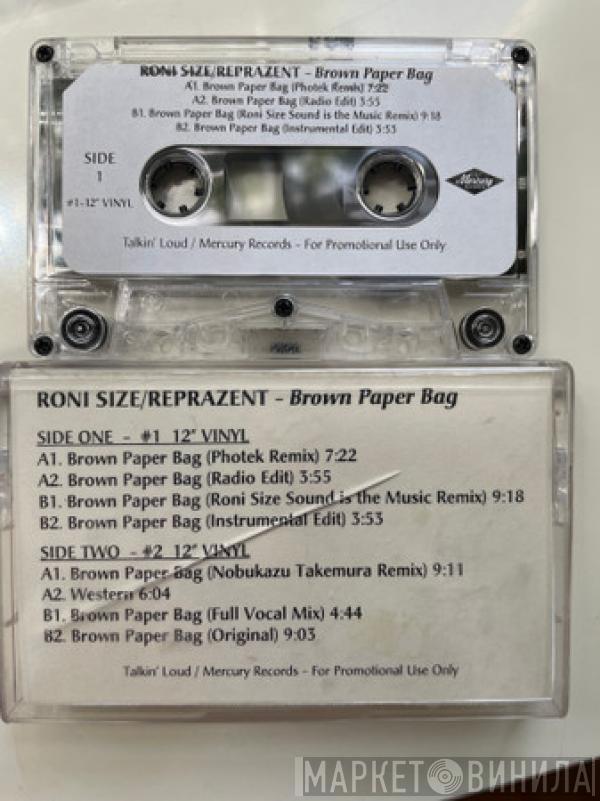 RONI SIZE/REPRAZENT - Brown Paper Bag
A1. Brown Paper Bag (Photek Remix) 7:22
A2. Brown Paper Bag (Radio Edit) 3:55
B1. Brown Paper Bag (Roni Size Sound is the Music Remix) 9:18
B2. Brown Paper Bag (Instrumental Edit) 3:53
SIDE
1
#1-12" VINYL
Mercury
Talkin' Loud / Mercury Records - For Promotional Use Only
RONI SIZE/REPRAZENT - Brown Paper Bag
SIDE ONE - #1 12" VINYL
A1. Brown Paper Bag (Photek Remix) 7:22
A2. Brown Paper Bag (Radio Edit) 3:55
B1. Brown Paper Bag (Roni Size Sound is the Music Remix) 9:18
B2. Brown Paper Bag (Instrumental Edit) 3:53
SIDE TWO - #2 12" VINYL
A1. Brown Paper Bag (Nobukazu Takemura Remix) 9:11
A2. Western 6:04
B1. Brown Paper Bag (Full Vocal Mix) 4:44
B2. Brown Paper Bag (Original) 9:03
Talkin' Loud / Mercury Records - For Promotional Use Only
МАРКЕТ ВИНИЛА